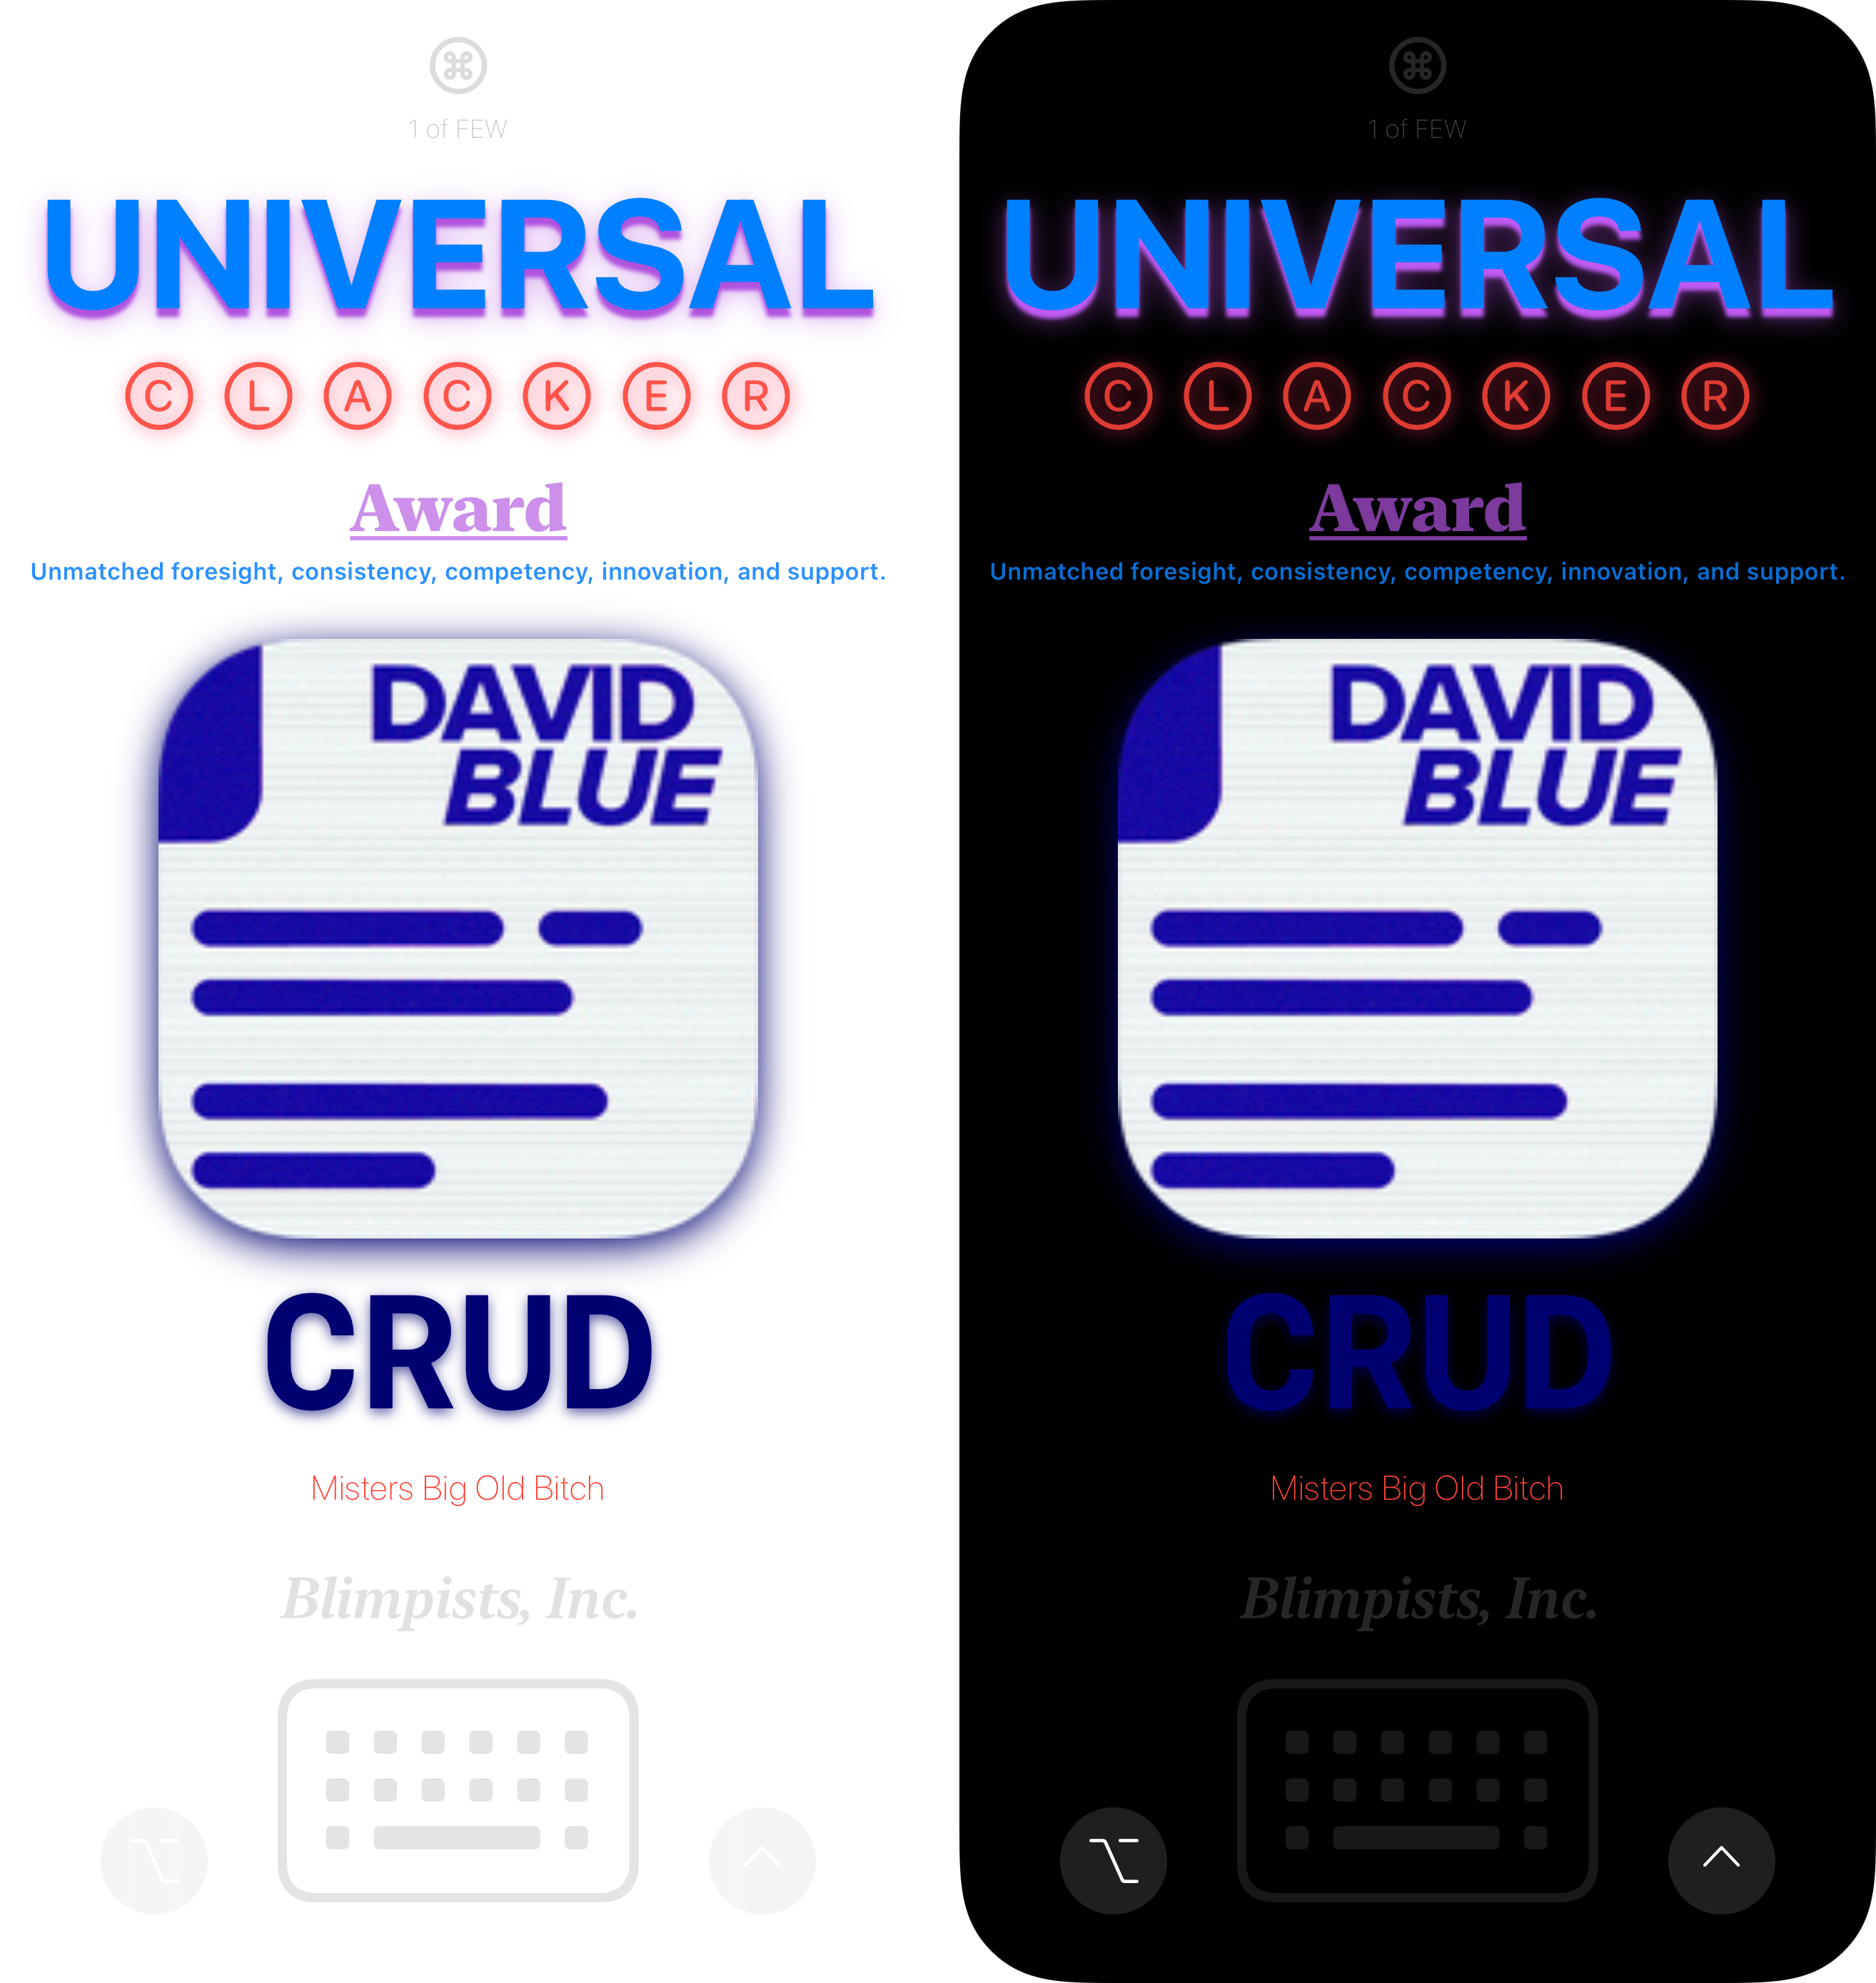 ⌘
1 of FEW
UNIVERSAL
CLACKER
Award
Unmatched foresight, consistency, competency, innovation, and support.
DAVID
BLUE
CRUD
Misters Big Old Bitch
Blimpists, Inc.
⌘
1 of FEW
UNIVERSAL
CLACKER
Award
Unmatched foresight, consistency, competency, innovation, and support.
DAVID
BLUE
CRUD
Misters Big Old Bitch
Blimpists, Inc.